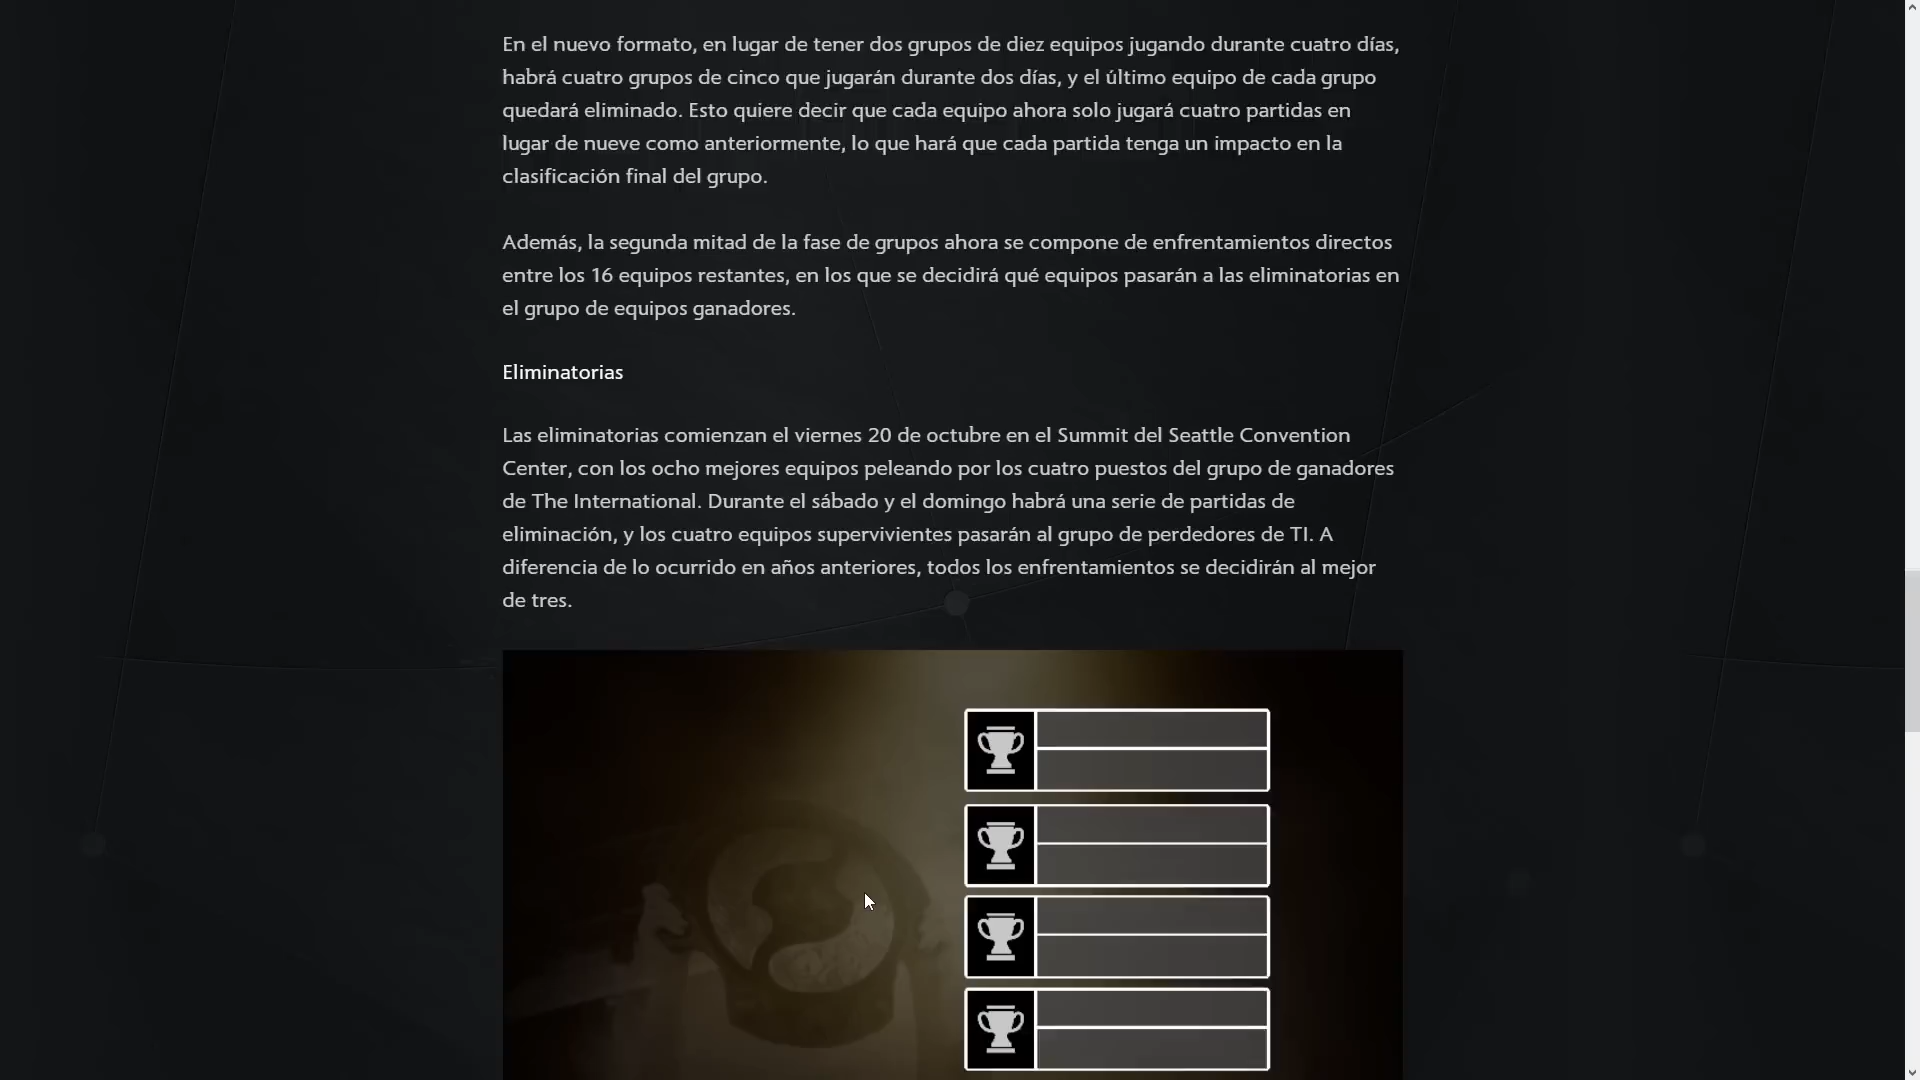 En el nuevo formato, en lugar de tener dos grupos de diez equipos jugando durante cuatro días,
habrá cuatro grupos de cinco que jugarán durante dos días, y el último equipo de cada grupo
quedará eliminado. Esto quiere decir que cada equipo ahora solo jugará cuatro partidas en
lugar de nueve como anteriormente, lo que hará que cada partida tenga un impacto en la
clasificación final del grupo.
Además, la segunda mitad de la fase de grupos ahora se compone de enfrentamientos directos
entre los 16 equipos restantes, en los que se decidirá qué equipos pasarán a las eliminatorias en
el grupo de equipos ganadores.
Eliminatorias
Las eliminatorias comienzan el viernes 20 de octubre en el Summit del Seattle Convention
Center, con los ocho mejores equipos peleando por los cuatro puestos del grupo de ganadores
de The International. Durante el sábado y el domingo habrá una serie de partidas de
eliminación, y los cuatro equipos supervivientes pasarán al grupo de perdedores de TI. A
diferencia de lo ocurrido en años anteriores, todos los enfrentamientos se decidirán al mejor
de tres.